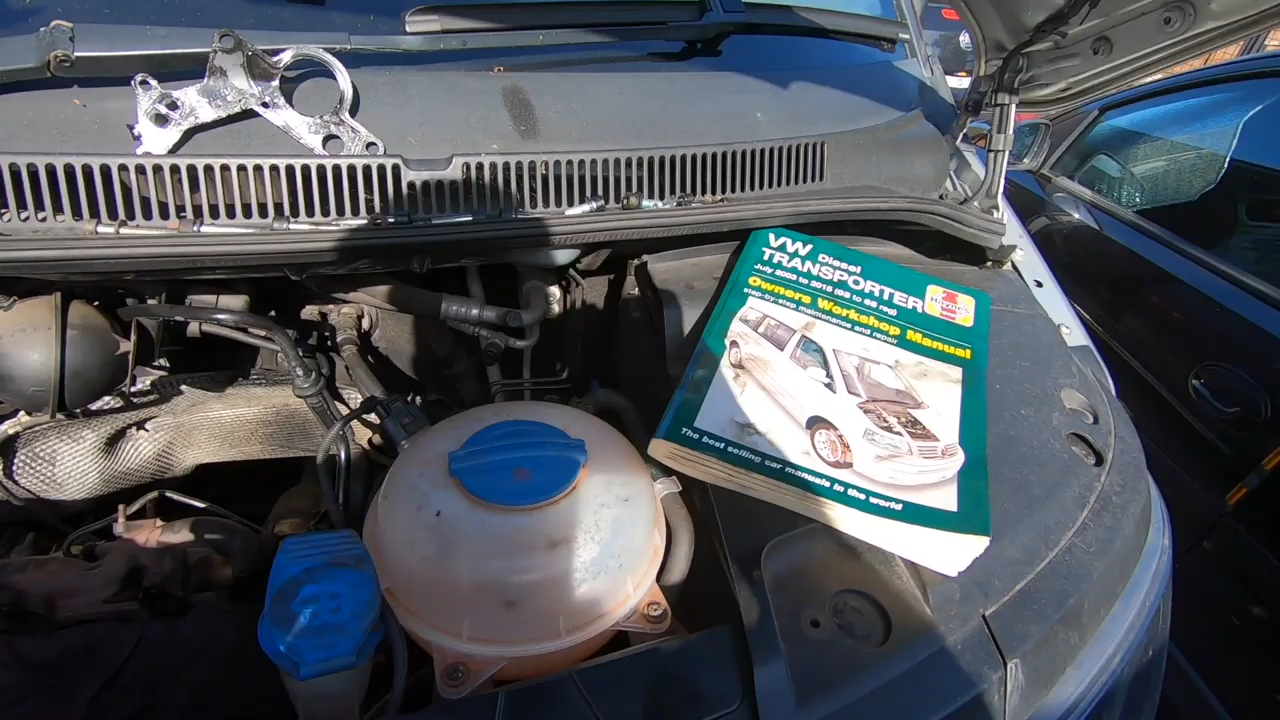 VW Diesel
TRANSPORTER
July 2003 to 2015 (03 to 65 reg)
Haynes
Owners Workshop Manual
step-by-step maintenance and repair
The best selling car manuals in the world